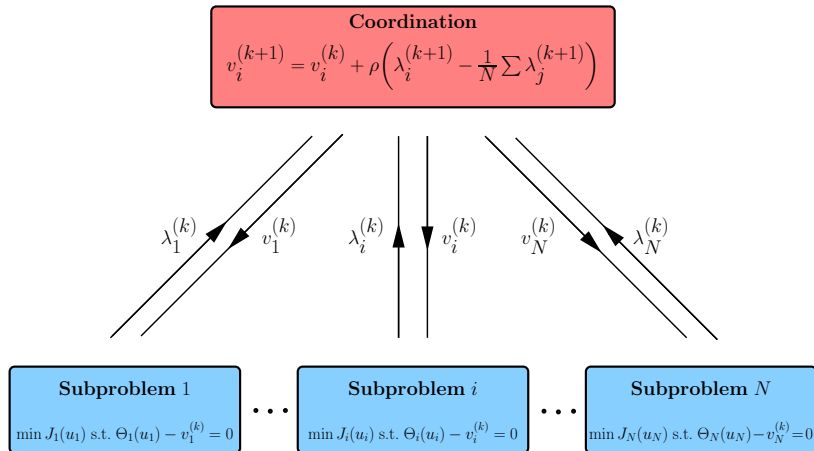 Coordination
v_i^{(k+1)} = v_i^{(k)} + ρ(λ_i^{(k+1)} − 1/N ∑ λ_j^{(k+1)})
λ_1^{(k)} v_1^{(k)} λ_i^{(k)} v_i^{(k)} v_N^{(k)} λ_N^{(k)}
Subproblem 1
min J_1(u_1) s.t. Θ_1(u_1) − v_1^{(k)} = 0
...
Subproblem i
min J_i(u_i) s.t. Θ_i(u_i) − v_i^{(k)} = 0
...
Subproblem N
min J_N(u_N) s.t. Θ_N(u_N) − v_N^{(k)} = 0